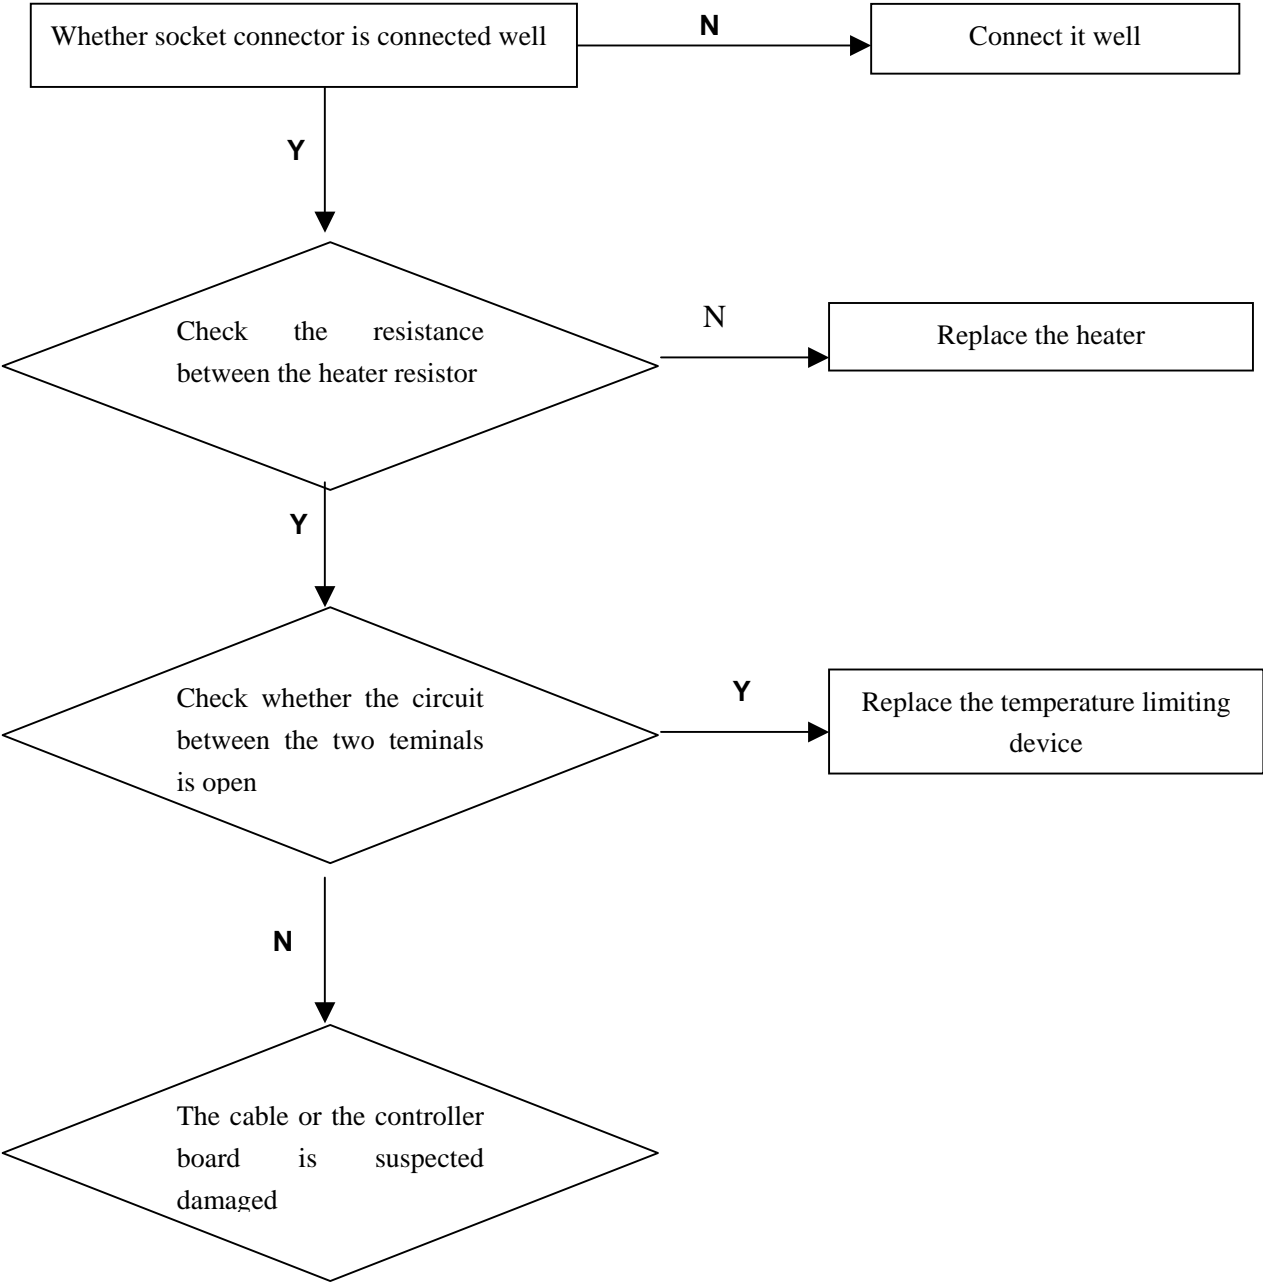 Whether socket connector is connected well
N
Connect it well
Y
Check the resistance
between the heater resistor
N
Replace the heater
Y
Check whether the circuit
between the two teminals
is open
Y
Replace the temperature limiting
device
N
The cable or the controller
board is suspected
damaged